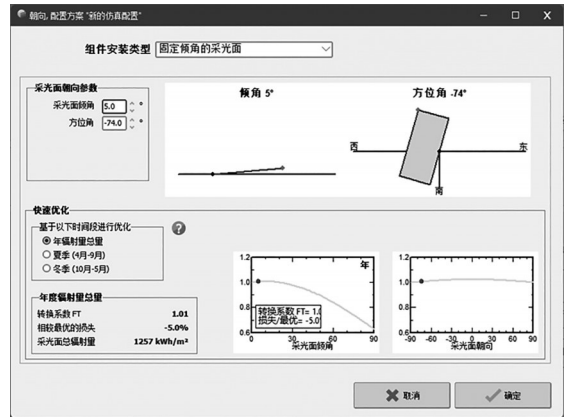 朝向, 配置方案 "新的仿真配置"
组件安装类型 固定倾角的采光面
采光面朝向参数
采光面倾角 5.0 °
方位角 -74.0 °
倾角 5°
方位角 -74°
西
东
南
快速优化
基于以下时间段进行优化
年辐射量总量
夏季 (4月-9月)
冬季 (10月-5月)
?
年度辐射量总量
转换系数 FT 1.01
相较最优的损失 -5.0%
采光面总辐射量 1257 kWh/m²
年
1.2
1.0
0.8
0.6
转换系数 FT= 1.0
损失/最优= -5.0
0 30 60 90
采光面倾角
1.2
1.0
0.8
0.6
-90 -60 -30 0 30 60 90
采光面朝向
取消
确定